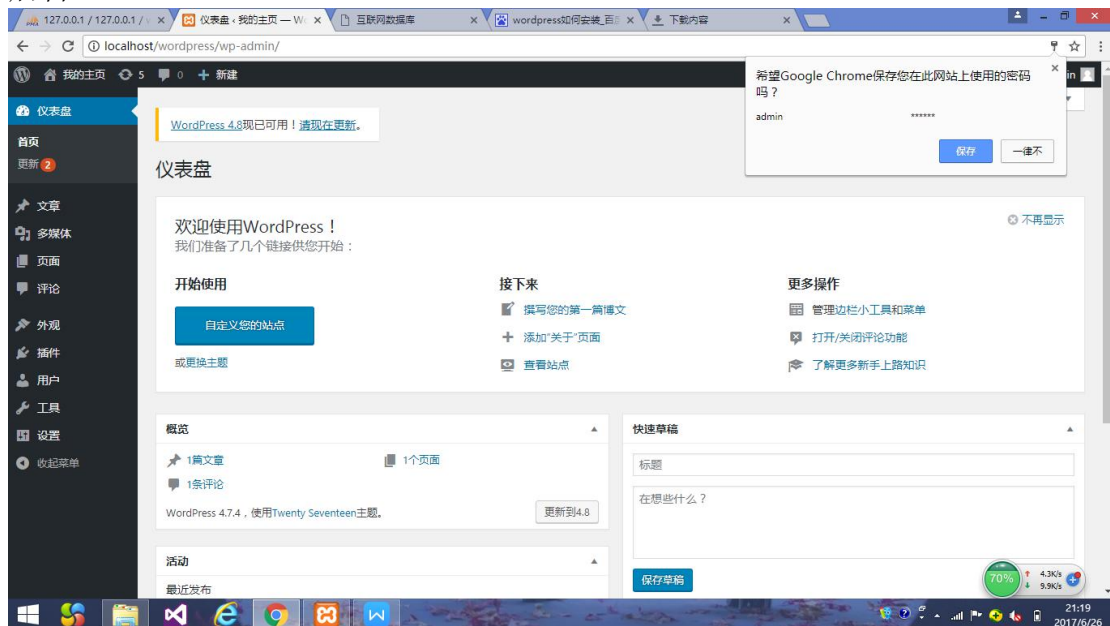 127.0.0.1 / 127.0.0.1 /
仪表盘 ‹ 我的主页 — W
互联网数据库
wordpress如何安装_百
下载内容
localhost/wordpress/wp-admin/
我的主页 5 0 新建
in
希望Google Chrome保存您在此网站上使用的密码
吗？
admin ******
保存 一律不
仪表盘
首页
更新 2
文章
多媒体
页面
评论
外观
插件
用户
工具
设置
收起菜单
WordPress 4.8现已可用！请现在更新。
仪表盘
欢迎使用WordPress！
我们准备了几个链接供您开始：
不再显示
开始使用
自定义您的站点
或更换主题
接下来
撰写您的第一篇博文
添加“关于”页面
查看站点
更多操作
管理边栏小工具和菜单
打开/关闭评论功能
了解更多新手上路知识
概览
1篇文章 1个页面
1条评论
WordPress 4.7.4，使用Twenty Seventeen主题。
更新到4.8
活动
最近发布
快速草稿
标题
在想些什么？
保存草稿
70%
4.3K/s
9.9K/s
21:19
2017/6/26